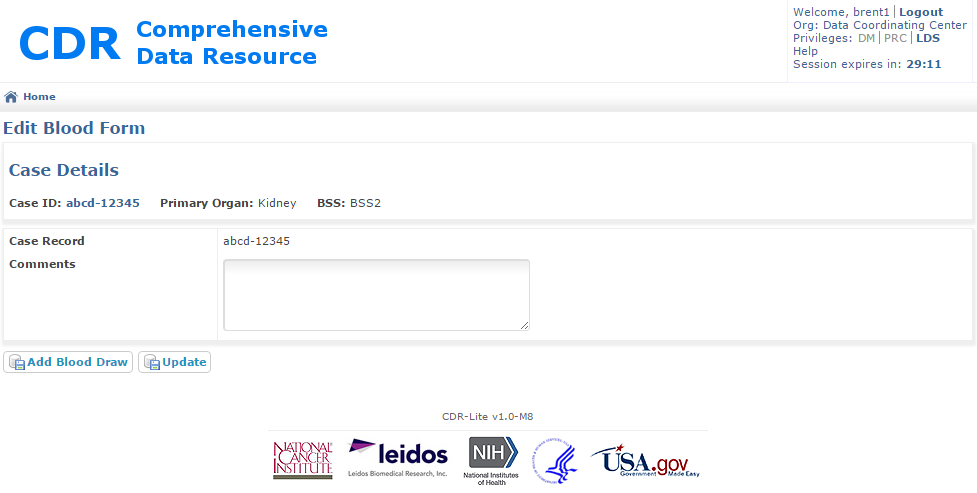 CDR Comprehensive
Data Resource
Welcome, brent1 | Logout
Org: Data Coordinating Center
Privileges: DM | PRC | LDS
Help
Session expires in: 29:11
Home
Edit Blood Form
Case Details
Case ID: abcd-12345 Primary Organ: Kidney BSS: BSS2
Case Record abcd-12345
Comments
Add Blood Draw Update
CDR-Lite v1.0-M8
NATIONAL
CANCER
INSTITUTE
leidos
Leidos Biomedical Research, Inc.
NIH
National Institutes
of Health
USA.gov
Government Made Easy